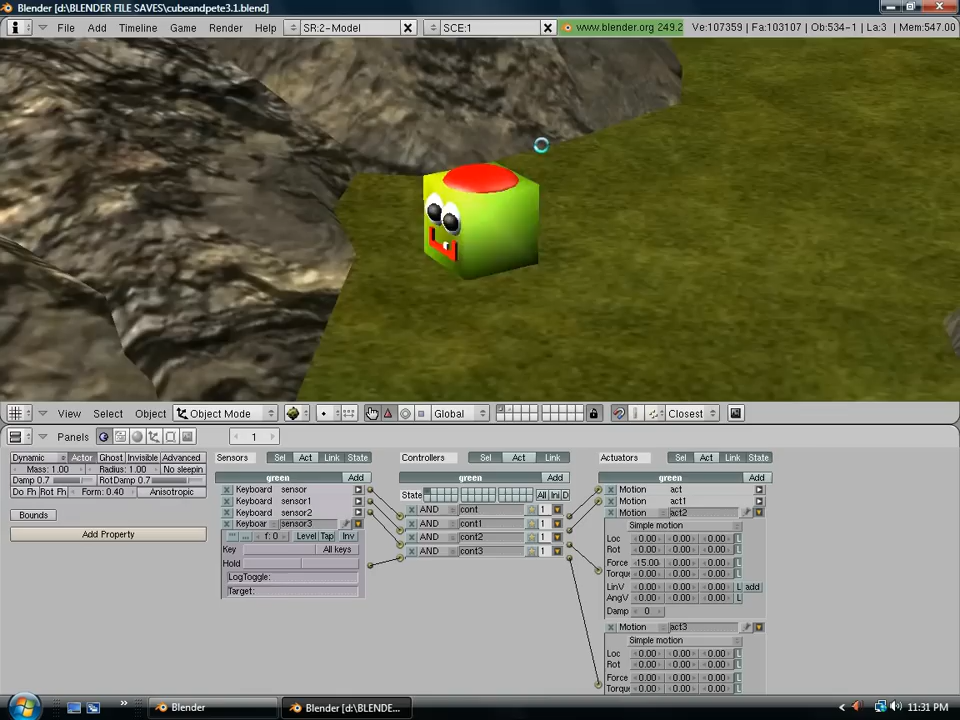 Blender [d:\BLENDER FILE SAVES\cubeandpete3.1.blend]
File Add Timeline Game Render Help SR:2-Model SCE:1 www.blender.org 249.2 Ve:107359 | Fa:103107 | Ob:534-1 | La:3 | Mem:547.00
View Select Object Object Mode Global Closest
Panels 1
Dynamic Actor Ghost Invisible Advanced
Mass: 1.00 Radius: 1.00 No sleepin
Damp 0.7 RotDamp 0.7
Do Fh Rot Fh Form: 0.40 Anisotropic
Bounds
Add Property
Sensors Sel Act Link State
green Add
Keyboard sensor
Keyboard sensor1
Keyboard sensor2
Keyboar sensor3
f: 0 Level Tap Inv
Key All keys
Hold
LogToggle:
Target:
Controllers Sel Act Link
green Add
State All Ini D
AND cont 1
AND cont1 1
AND cont2 1
AND cont3 1
Actuators Sel Act Link State
green Add
Motion act
Motion act1
Motion act2
Simple motion
Loc 0.00 0.00 0.00 L
Rot 0.00 0.00 0.00 L
Force -15.00 0.00 0.00 L
Torque 0.00 0.00 0.00 L
LinV 0.00 0.00 0.00 L add
AngV 0.00 0.00 0.00 L
Damp 0
Motion act3
Simple motion
Loc 0.00 0.00 0.00 L
Rot 0.00 0.00 0.00 L
Force 0.00 0.00 0.00 L
Torque 0.00 0.00 0.00 L
Blender Blender [d:\BLENDE... 11:31 PM